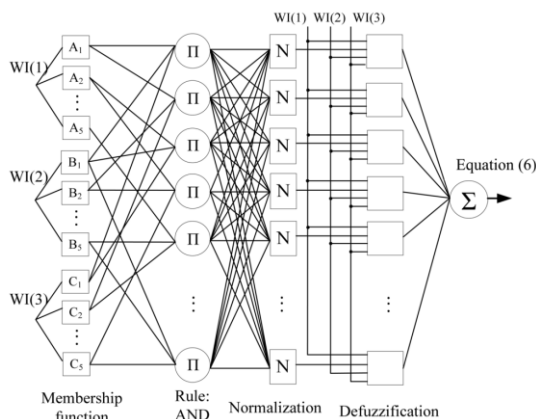 WI(1) WI(2) WI(3)
WI(1)
A1
A2
⋮
A5
WI(2)
B1
B2
⋮
B5
WI(3)
C1
C2
⋮
C5
Π
Π
Π
Π
Π
⋮
Π
N
N
N
N
N
⋮
N
⋮
Equation (6)
Σ
Membership
function
Rule:
AND
Normalization
Defuzzification